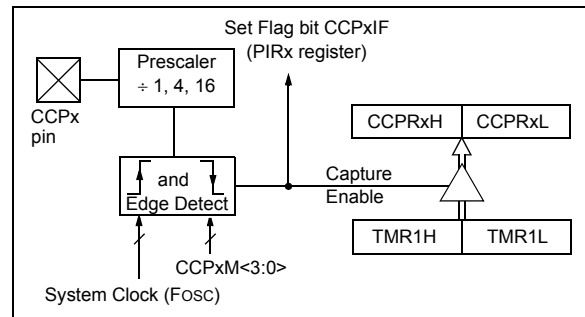 Set Flag bit CCPxIF
(PIRx register)
Prescaler
÷ 1, 4, 16
CCPx
pin
CCPRxH
CCPRxL
and
Edge Detect
Capture
Enable
TMR1H
TMR1L
CCPxM<3:0>
System Clock (FOSC)